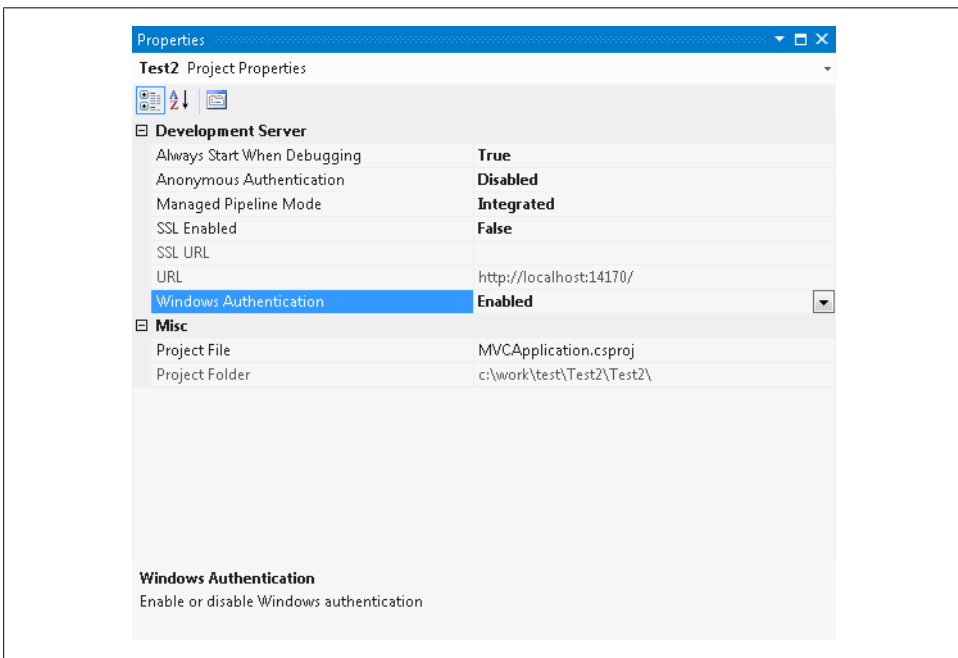 Properties
Test2 Project Properties
Development Server
Always Start When Debugging True
Anonymous Authentication Disabled
Managed Pipeline Mode Integrated
SSL Enabled False
SSL URL
URL http://localhost:14170/
Windows Authentication Enabled
Misc
Project File MVCApplication.csproj
Project Folder c:\work\test\Test2\Test2\
Windows Authentication
Enable or disable Windows authentication